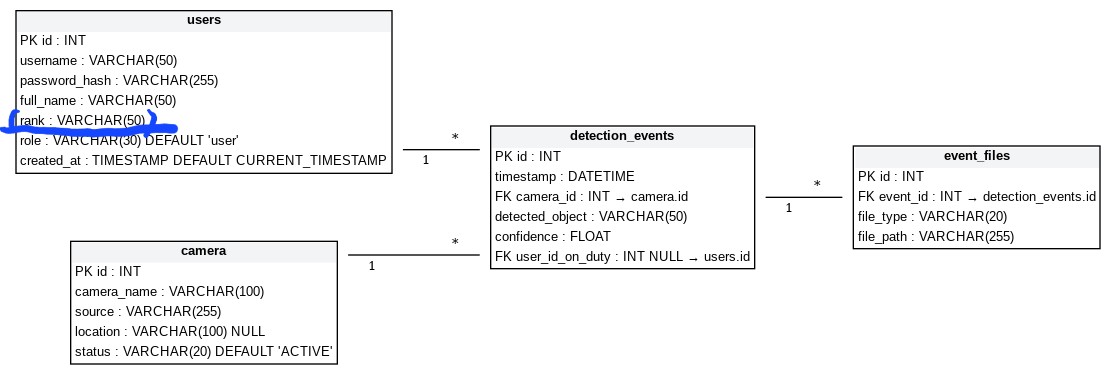 users
PK id : INT
username : VARCHAR(50)
password_hash : VARCHAR(255)
full_name : VARCHAR(50)
rank : VARCHAR(50)
role : VARCHAR(30) DEFAULT 'user'
created_at : TIMESTAMP DEFAULT CURRENT_TIMESTAMP
*
1
camera
PK id : INT
camera_name : VARCHAR(100)
source : VARCHAR(255)
location : VARCHAR(100) NULL
status : VARCHAR(20) DEFAULT 'ACTIVE'
*
1
detection_events
PK id : INT
timestamp : DATETIME
FK camera_id : INT → camera.id
detected_object : VARCHAR(50)
confidence : FLOAT
FK user_id_on_duty : INT NULL → users.id
*
1
event_files
PK id : INT
FK event_id : INT → detection_events.id
file_type : VARCHAR(20)
file_path : VARCHAR(255)